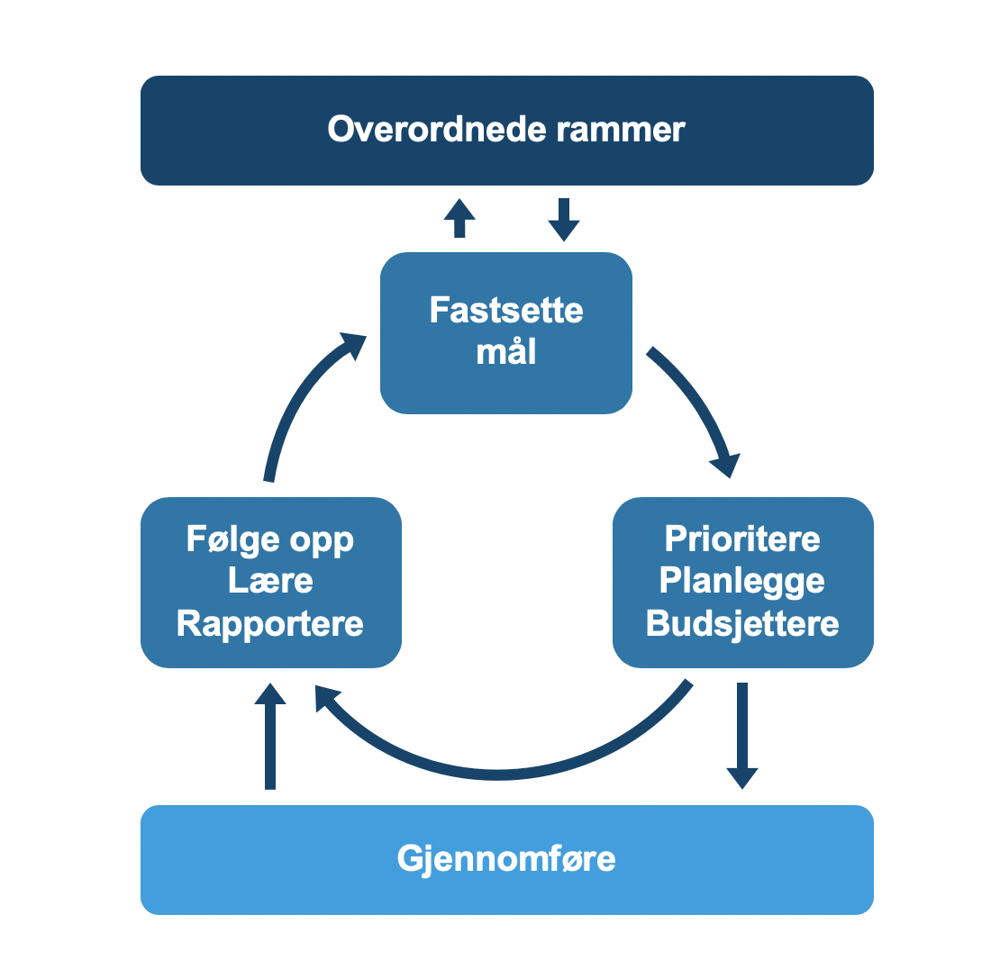 Overordnede rammer
Fastsette
mål
Følge opp
Lære
Rapportere
Prioritere
Planlegge
Budsjettere
Gjennomføre